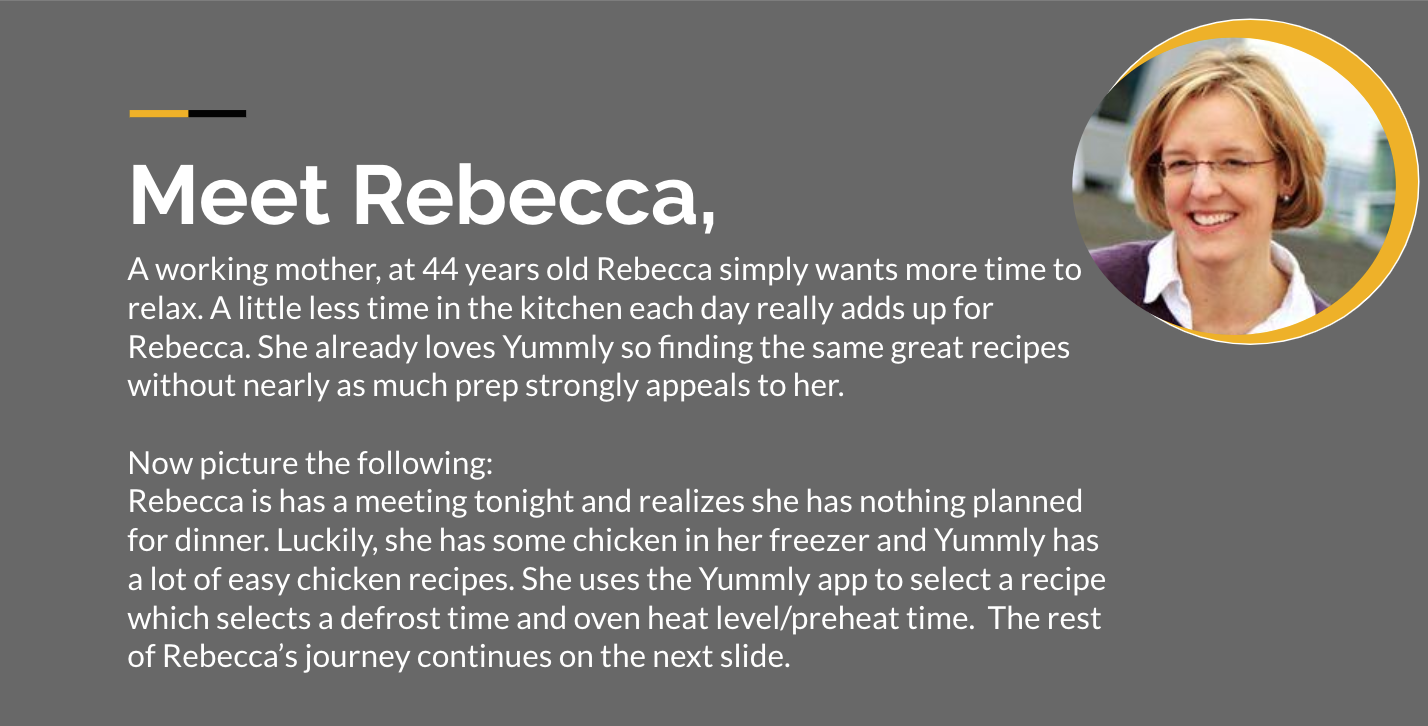 Meet Rebecca,
A working mother, at 44 years old Rebecca simply wants more time to
relax. A little less time in the kitchen each day really adds up for
Rebecca. She already loves Yummly so finding the same great recipes
without nearly as much prep strongly appeals to her.
Now picture the following:
Rebecca is has a meeting tonight and realizes she has nothing planned
for dinner. Luckily, she has some chicken in her freezer and Yummly has
a lot of easy chicken recipes. She uses the Yummly app to select a recipe
which selects a defrost time and oven heat level/preheat time.  The rest
of Rebecca’s journey continues on the next slide.